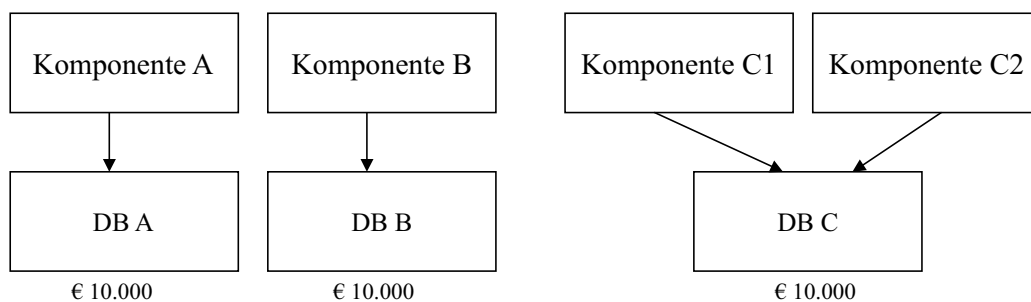 Komponente A
Komponente B
Komponente C1
Komponente C2
DB A
DB B
DB C
€ 10.000
€ 10.000
€ 10.000